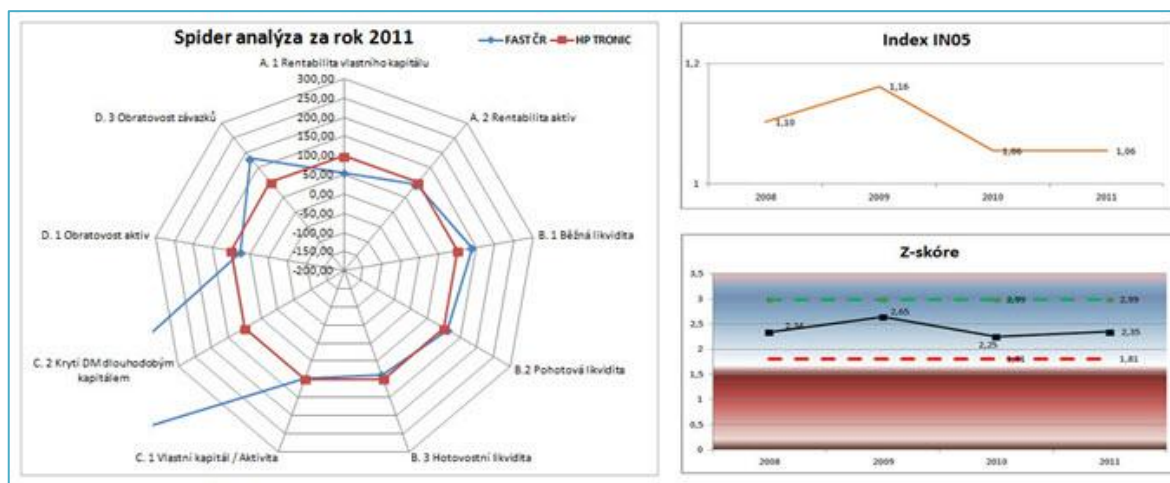 Spider analýza za rok 2011
FAST ČR
HP TRONIC
A. 1 Rentabilita vlastního kapitálu
300,00
250,00
200,00
150,00
100,00
50,00
0,00
-50,00
-100,00
-150,00
-200,00
A. 2 Rentabilita aktiv
B. 1 Běžná likvidita
B.2 Pohotová likvidita
B. 3 Hotovostní likvidita
C. 1 Vlastní kapitál / Aktivita
C. 2 Krytí DM dlouhodobým
kapitálem
D. 1 Obratovost aktiv
D. 3 Obratovost závazků
Index IN05
1,2
1
1,10
1,16
1,06
1,06
2008
2009
2010
2011
Z-skóre
3,5
3
2,5
2
1,5
1
0,5
0
2,99
2,99
2,65
2,25
2,35
1,81
1,81
2008
2009
2010
2011